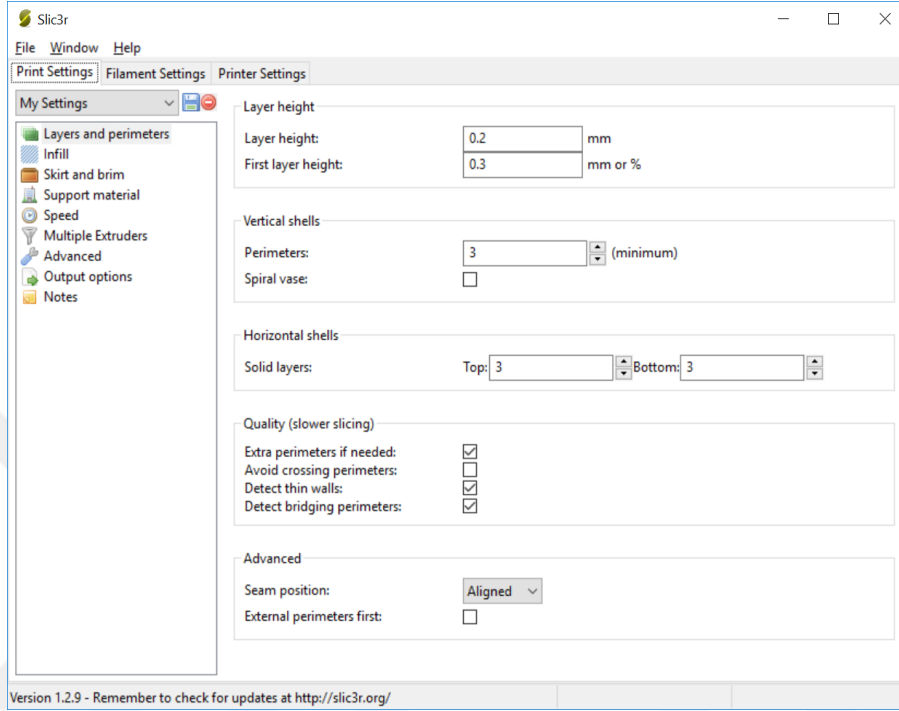 Slic3r
File Window Help
Print Settings Filament Settings Printer Settings
My Settings
Layers and perimeters
Infill
Skirt and brim
Support material
Speed
Multiple Extruders
Advanced
Output options
Notes
Layer height
Layer height: 0.2 mm
First layer height: 0.3 mm or %
Vertical shells
Perimeters: 3 (minimum)
Spiral vase:
Horizontal shells
Solid layers: Top: 3 Bottom: 3
Quality (slower slicing)
Extra perimeters if needed:
Avoid crossing perimeters:
Detect thin walls:
Detect bridging perimeters:
Advanced
Seam position: Aligned
External perimeters first:
Version 1.2.9 - Remember to check for updates at http://slic3r.org/